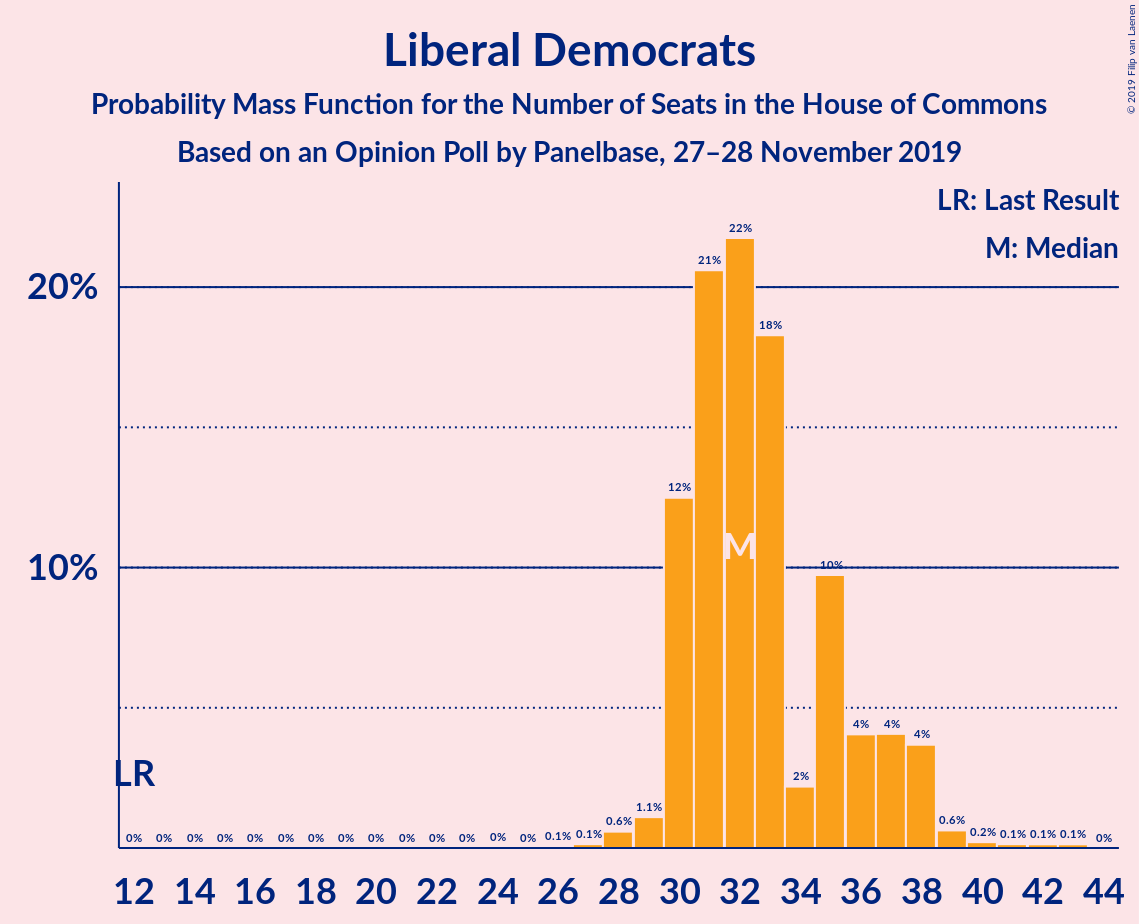 Liberal Democrats
Probability Mass Function for the Number of Seats in the House of Commons
Based on an Opinion Poll by Panelbase, 27–28 November 2019
© 2019 Filip van Laenen
LR: Last Result
M: Median
20%
10%
LR
M
0% 0% 0% 0% 0% 0% 0% 0% 0% 0% 0% 0% 0% 0% 0.1% 0.1% 0.6% 1.1% 12% 21% 22% 18% 2% 10% 4% 4% 4% 0.6% 0.2% 0.1% 0.1% 0.1% 0%
12 14 16 18 20 22 24 26 28 30 32 34 36 38 40 42 44